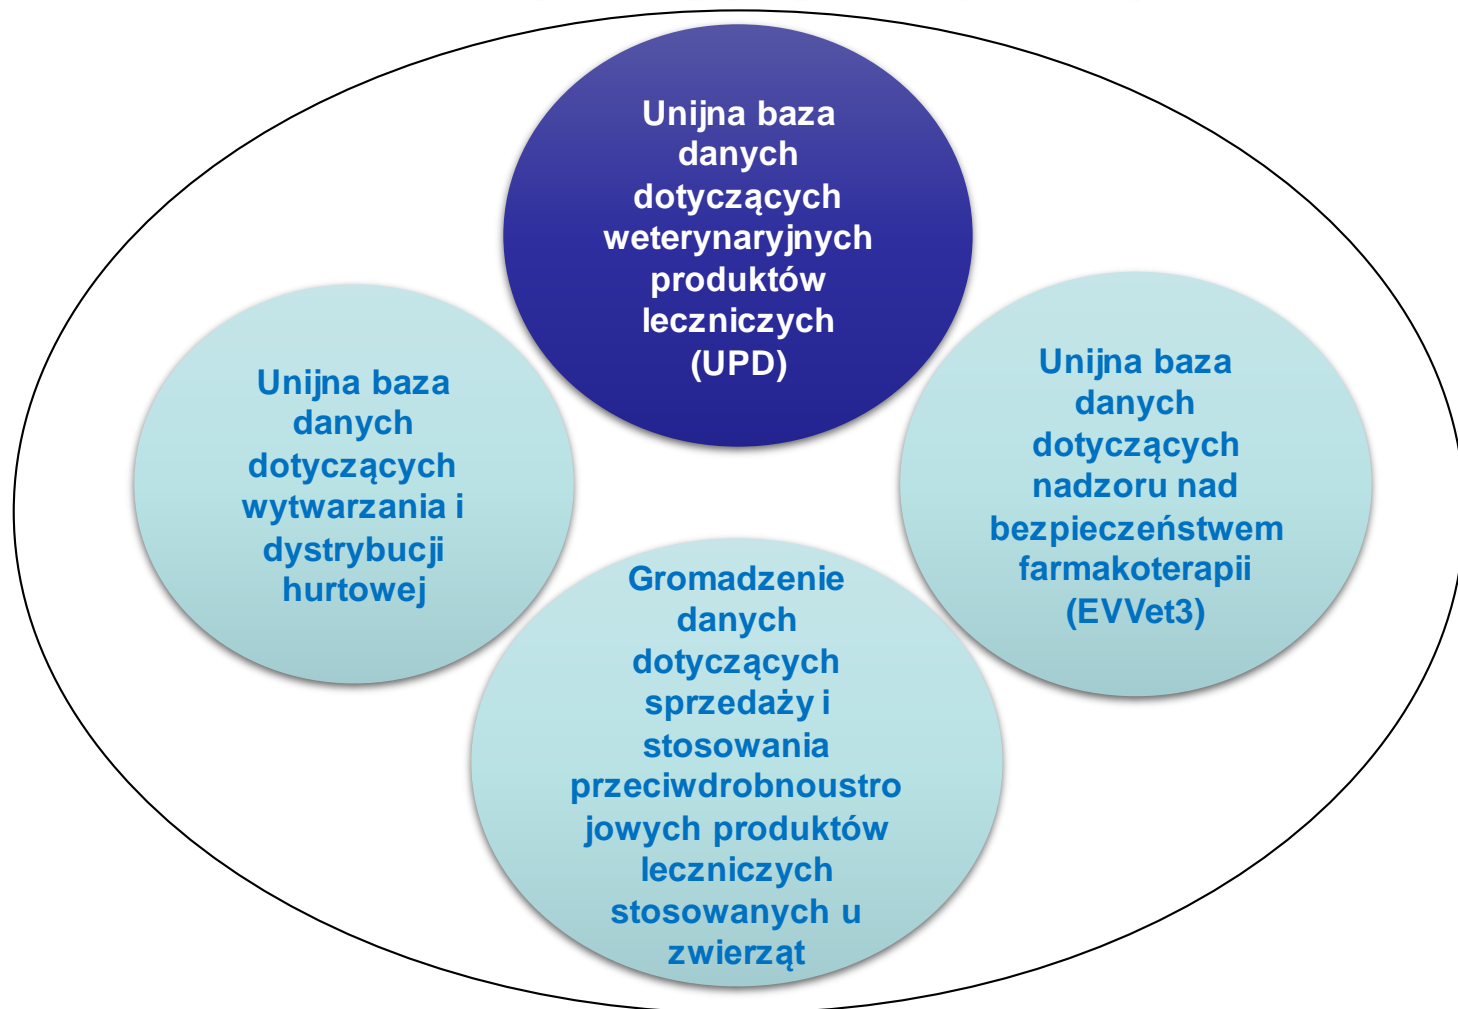 Unijna baza
danych
dotyczących
weterynaryjnych
produktów
leczniczych
(UPD)
Unijna baza
danych
dotyczących
wytwarzania i
dystrybucji
hurtowej
Unijna baza
danych
dotyczących
nadzoru nad
bezpieczeństwem
farmakoterapii
(EVVet3)
Gromadzenie
danych
dotyczących
sprzedaży i
stosowania
przeciwdrobnoustro
jowych produktów
leczniczych
stosowanych u
zwierząt